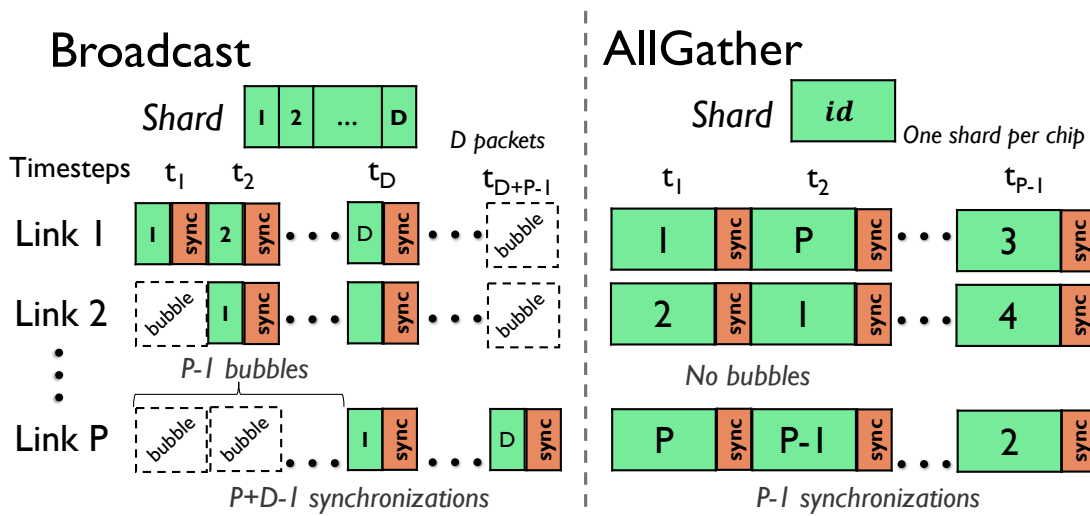 Broadcast
Shard 1 2 ... D
D packets
Timesteps t1 t2 tD tD+P-1
Link 1 1 sync 2 sync ... D sync ... bubble
Link 2 bubble 1 sync ... sync ... bubble
P-1 bubbles
Link P bubble bubble ... 1 sync ... D sync
P+D-1 synchronizations
AllGather
Shard id
One shard per chip
t1 t2 tP-1
1 sync P sync ... 3 sync
2 sync 1 sync ... 4 sync
No bubbles
P sync P-1 sync ... 2 sync
P-1 synchronizations